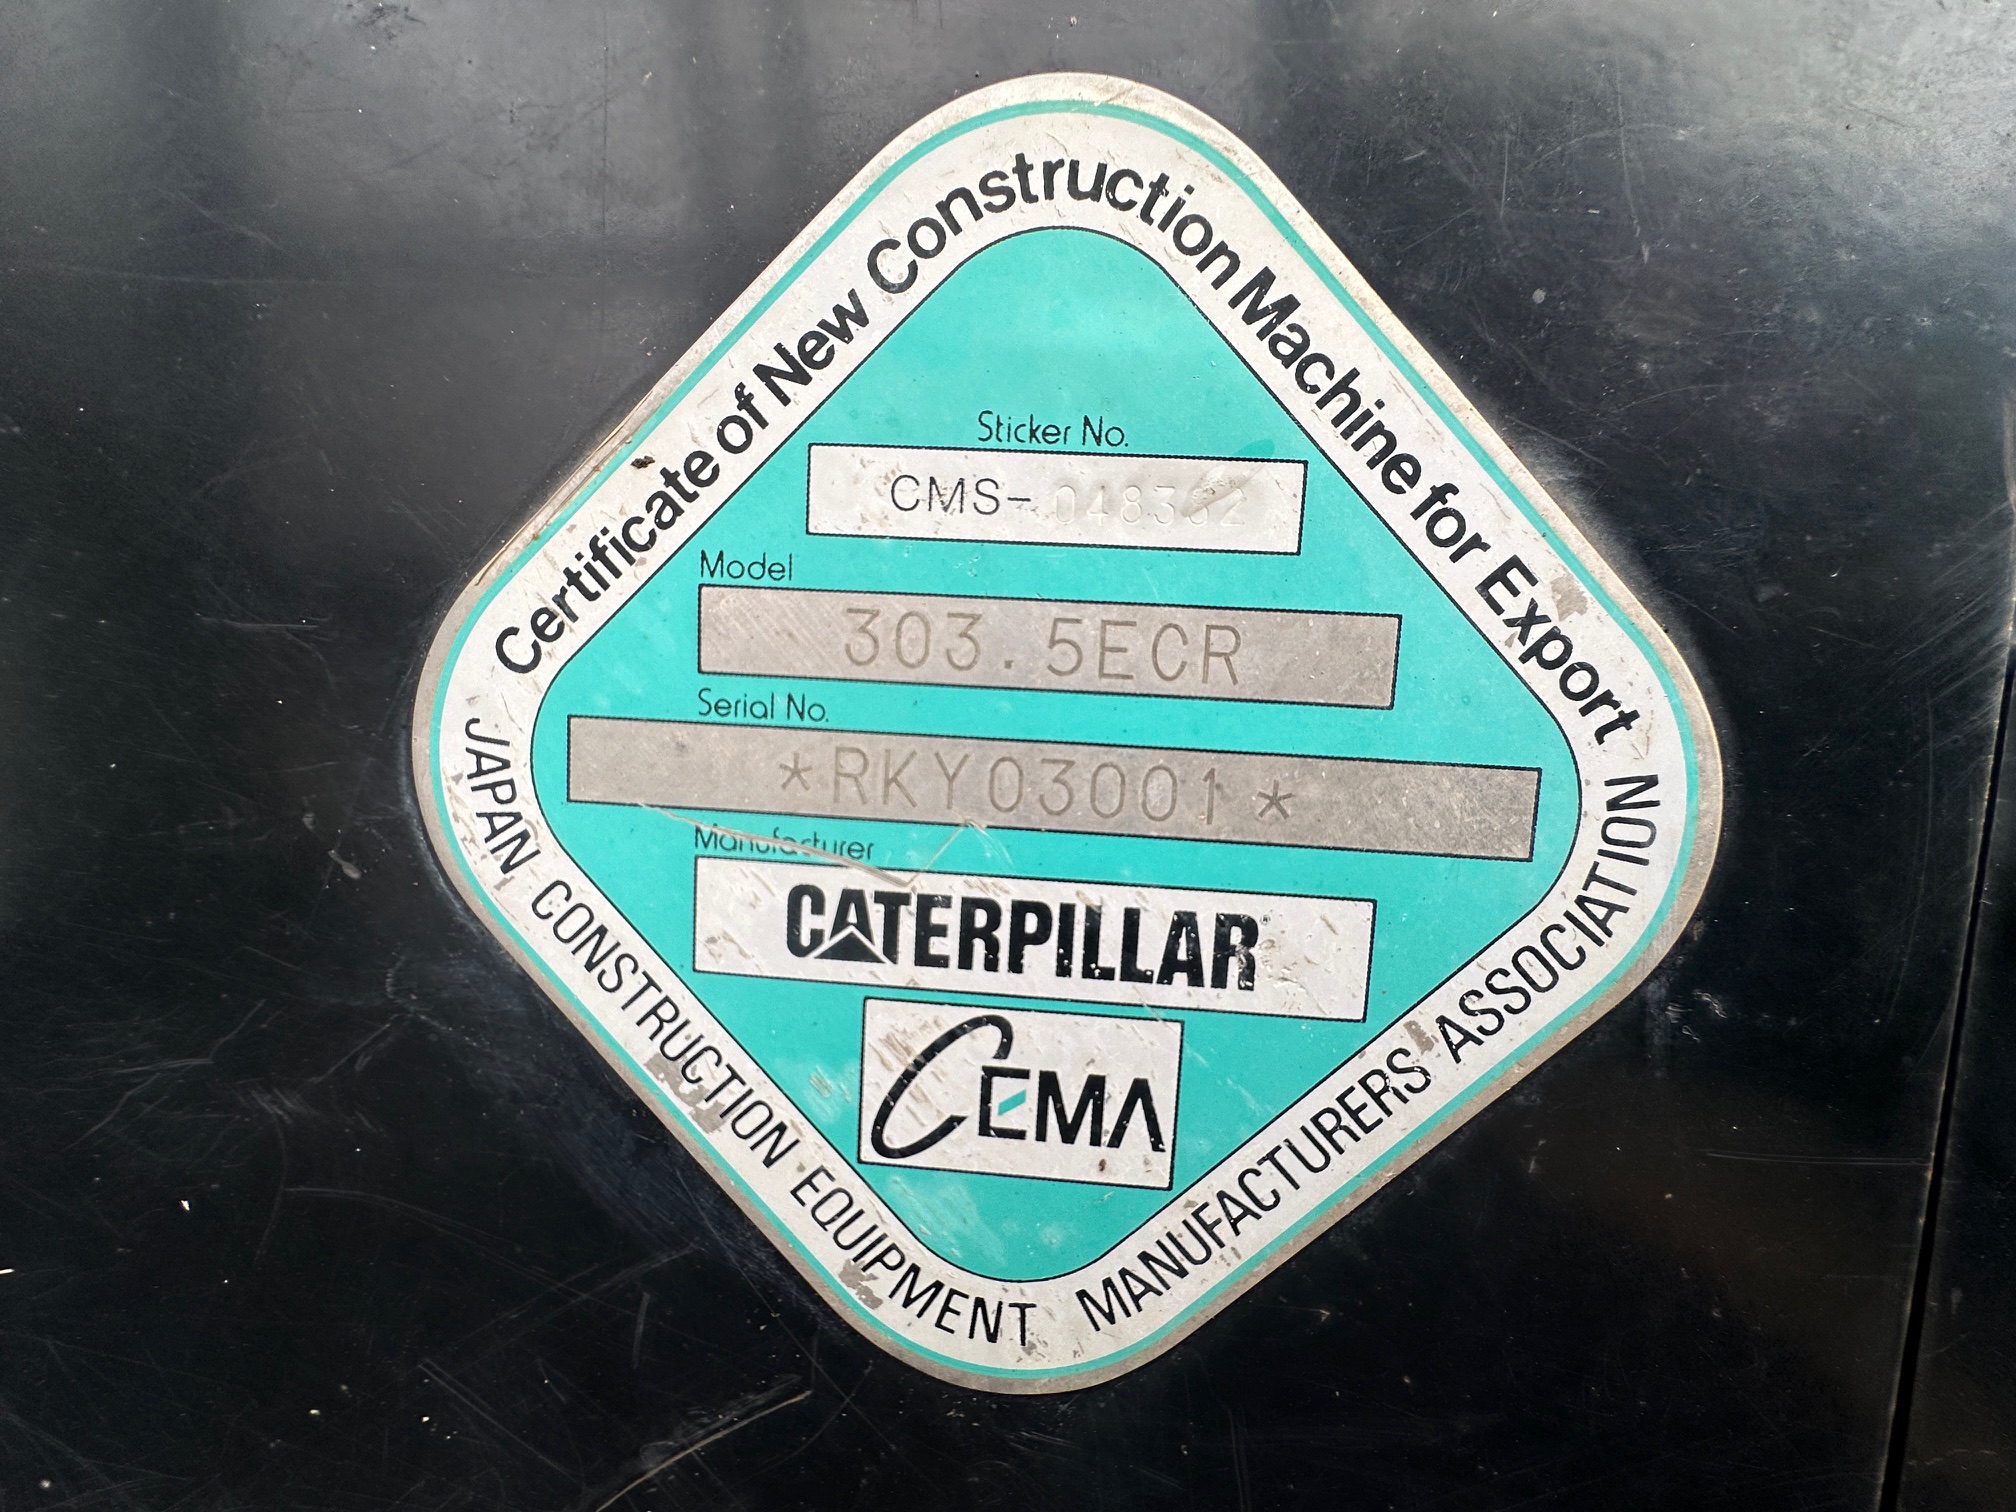 Certificate of New Construction Machine for Export
Sticker No.
CMS-
Model
303.5ECR
Serial No.
*RKY03001*
Manufacturer
CATERPILLAR
CEMA
JAPAN CONSTRUCTION EQUIPMENT MANUFACTURERS ASSOCIATION